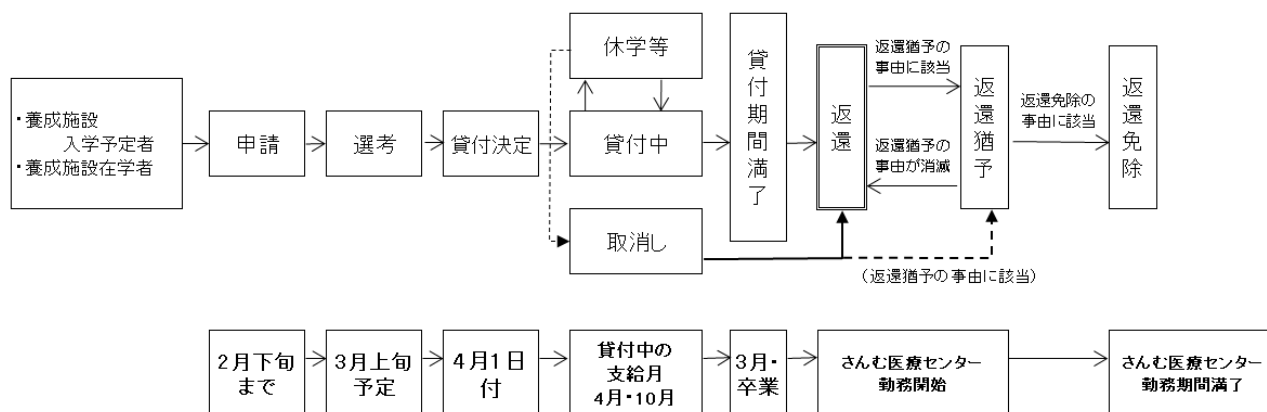 ・養成施設
入学予定者
・養成施設在学者
申請
選考
貸付決定
休学等
貸付中
取消し
貸付期間満了
返還
返還猶予の
事由に該当
返還猶予の
事由が消滅
返還猶予
返還免除の
事由に該当
返還免除
(返還猶予の事由に該当)
2月下旬
まで
3月上旬
予定
4月1日
付
貸付中の
支給月
4月・10月
3月・
卒業
さんむ医療センター
勤務開始
さんむ医療センター
勤務期間満了